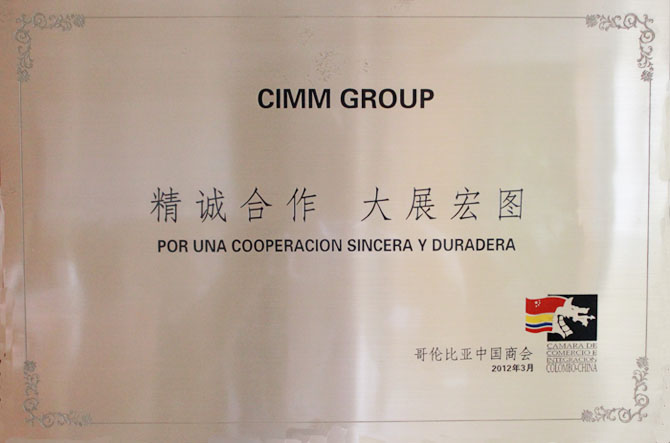 CIMM GROUP
精诚合作 大展宏图
POR UNA COOPERACION SINCERA Y DURADERA
哥伦比亚中国商会
2012年3月
CAMARA DE
COMERCIO E
INTEGRACION
COLOMBO-CHINA